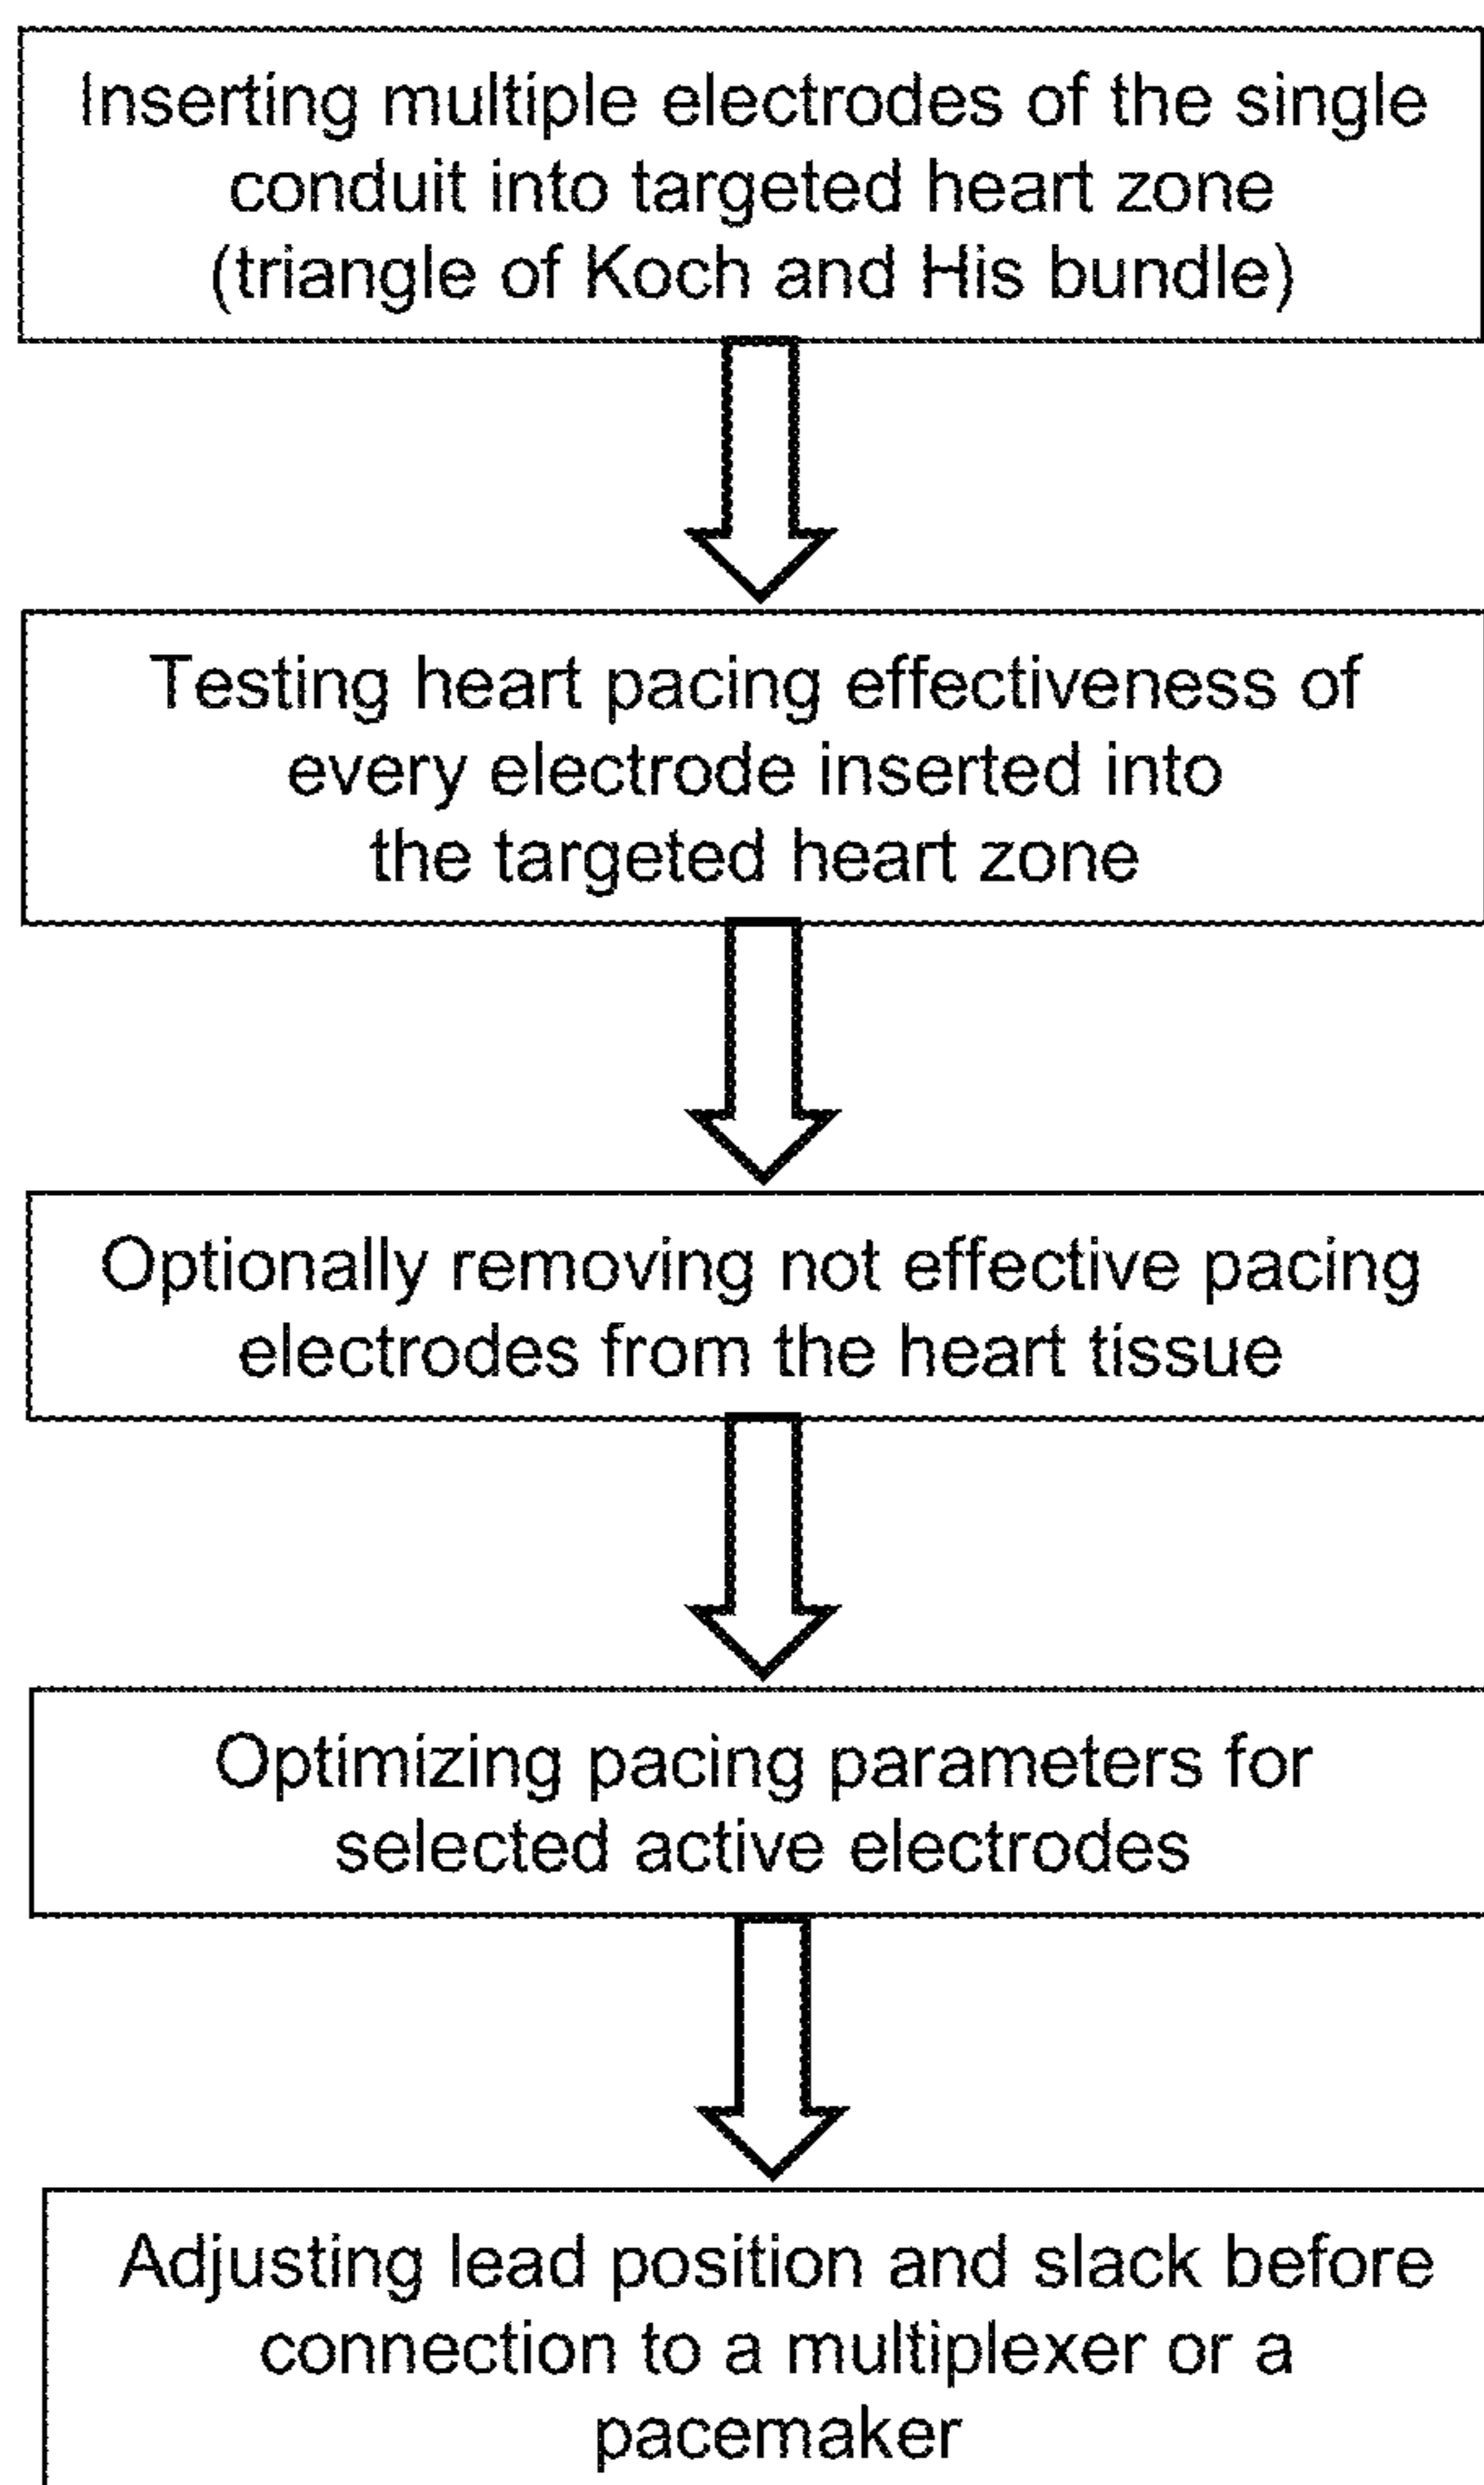 Inserting multiple electrodes of the single
conduit into targeted heart zone
(triangle of Koch and His bundle)
Testing heart pacing effectiveness of
every electrode inserted into
the targeted heart zone
Optionally removing not effective pacing
electrodes from the heart tissue
Optimizing pacing parameters for
selected active electrodes
Adjusting lead position and slack before
connection to a multiplexer or a
pacemaker